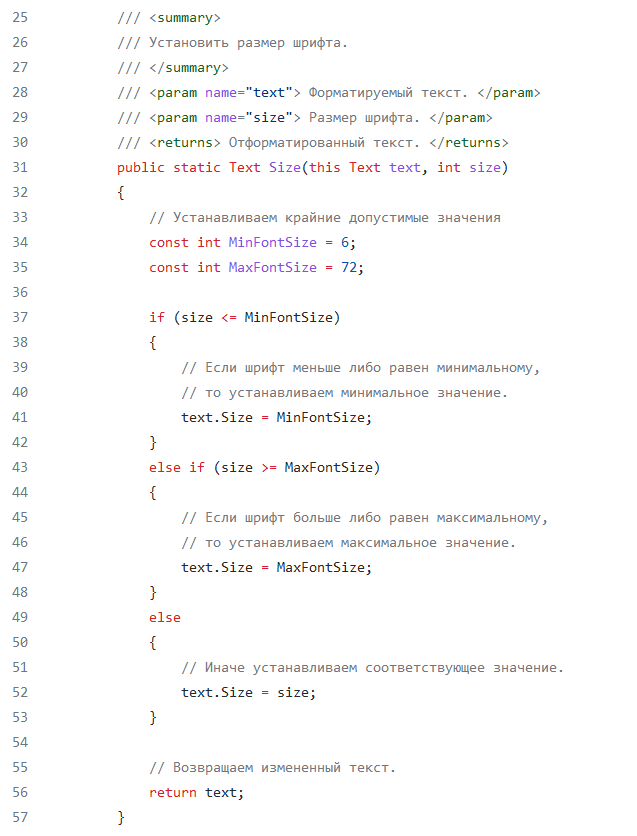 25 /// <summary>
26 /// Установить размер шрифта.
27 /// </summary>
28 /// <param name="text"> Форматируемый текст. </param>
29 /// <param name="size"> Размер шрифта. </param>
30 /// <returns> Отформатированный текст. </returns>
31 public static Text Size(this Text text, int size)
32 {
33 // Устанавливаем крайние допустимые значения
34 const int MinFontSize = 6;
35 const int MaxFontSize = 72;
36
37 if (size <= MinFontSize)
38 {
39 // Если шрифт меньше либо равен минимальному,
40 // то устанавливаем минимальное значение.
41 text.Size = MinFontSize;
42 }
43 else if (size >= MaxFontSize)
44 {
45 // Если шрифт больше либо равен максимальному,
46 // то устанавливаем максимальное значение.
47 text.Size = MaxFontSize;
48 }
49 else
50 {
51 // Иначе устанавливаем соответствующее значение.
52 text.Size = size;
53 }
54
55 // Возвращаем измененный текст.
56 return text;
57 }